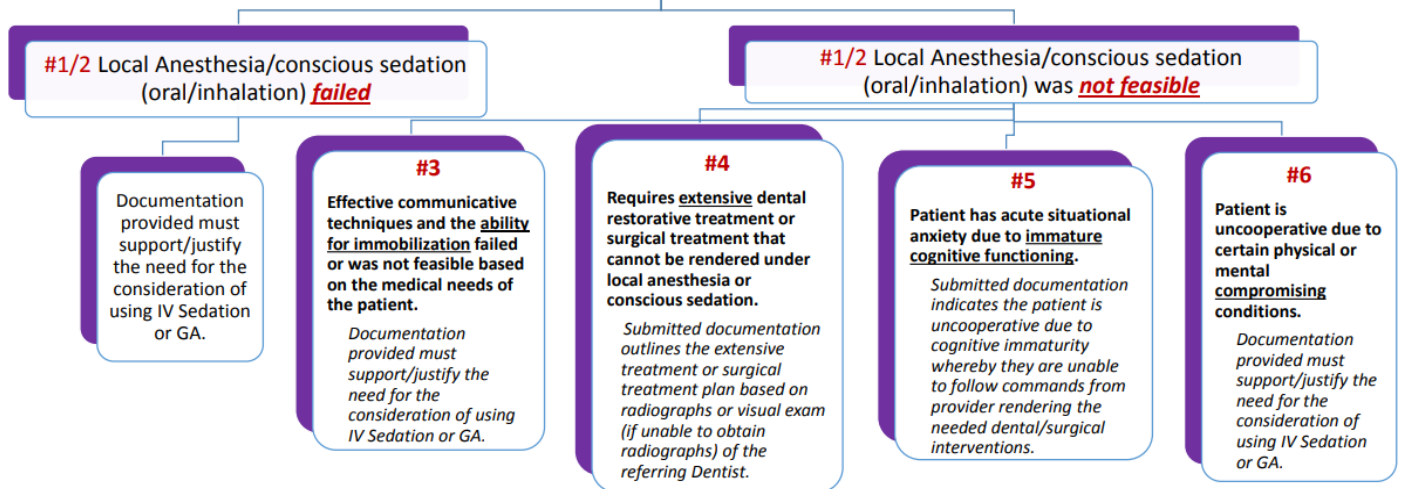 #1/2 Local Anesthesia/conscious sedation
(oral/inhalation) failed
#1/2 Local Anesthesia/conscious sedation
(oral/inhalation) was not feasible
Documentation
provided must
support/justify
the need for the
consideration of
using IV Sedation
or GA.
#3
Effective communicative
techniques and the ability
for immobilization failed
or was not feasible based
on the medical needs of
the patient.
Documentation
provided must
support/justify the
need for the
consideration of using
IV Sedation or GA.
#4
Requires extensive dental
restorative treatment or
surgical treatment that
cannot be rendered under
local anesthesia or
conscious sedation.
Submitted documentation
outlines the extensive
treatment or surgical
treatment plan based on
radiographs or visual exam
(if unable to obtain
radiographs) of the
referring Dentist.
#5
Patient has acute situational
anxiety due to immature
cognitive functioning.
Submitted documentation
indicates the patient is
uncooperative due to
cognitive immaturity
whereby they are unable
to follow commands from
provider rendering the
needed dental/surgical
interventions.
#6
Patient is
uncooperative due to
certain physical or
mental
compromising
conditions.
Documentation
provided must
support/justify the
need for the
consideration of
using IV Sedation
or GA.